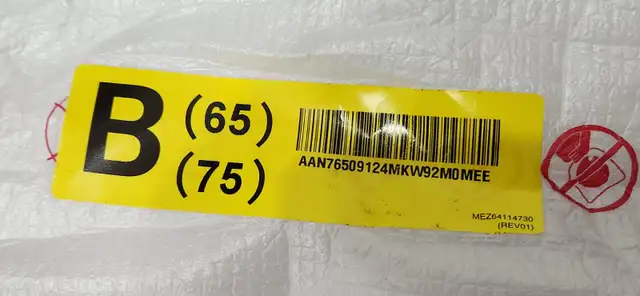 B
(65)
(75)
AAN76509124MKW92M0MEE
MEZ64114730
(REV01)